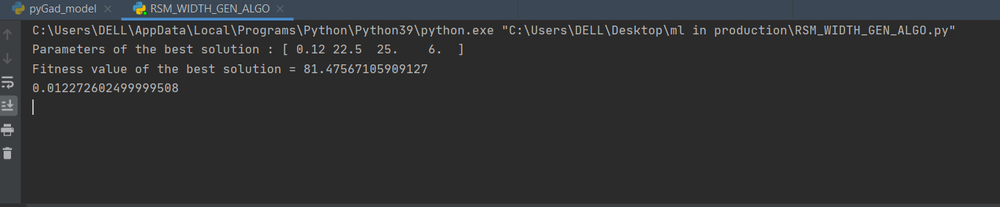 pyGad_model RSM_WIDTH_GEN_ALGO
C:\Users\DELL\AppData\Local\Programs\Python\Python39\python.exe "C:\Users\DELL\Desktop\ml in production\RSM_WIDTH_GEN_ALGO.py"
Parameters of the best solution : [ 0.12 22.5  25.    6.  ]
Fitness value of the best solution = 81.47567105909127
0.012272602499999508